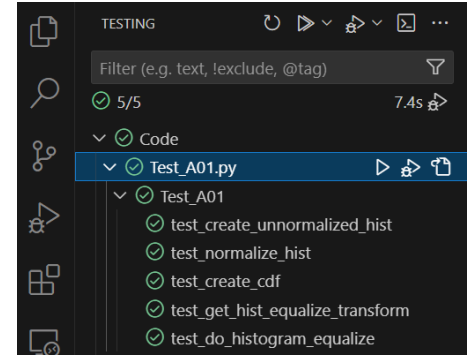 TESTING
Filter (e.g. text, !exclude, @tag)
5/5 7.4s
Code
Test_A01.py
Test_A01
test_create_unnormalized_hist
test_normalize_hist
test_create_cdf
test_get_hist_equalize_transform
test_do_histogram_equalize